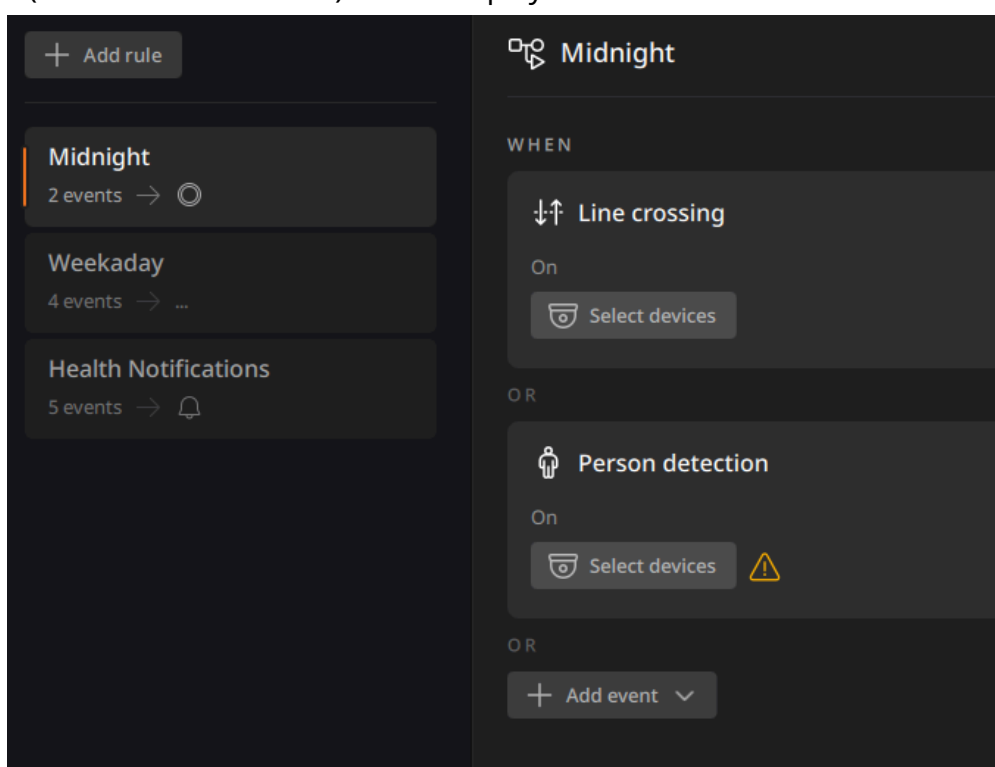 Add rule
Midnight
2 events
Weekaday
4 events ...
Health Notifications
5 events
Midnight
WHEN
Line crossing
On
Select devices
OR
Person detection
On
Select devices
OR
Add event